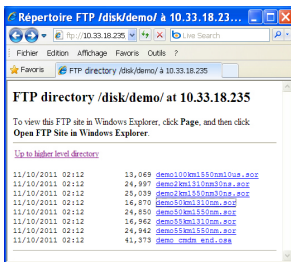 Répertoire FTP /disk/demo/ à 10.33.18.23...
ftp://10.33.18.235
Live Search
Fichier Edition Affichage Favoris Outils ?
Favoris FTP directory /disk/demo/ à 10.33.18.235
FTP directory /disk/demo/ at 10.33.18.235
To view this FTP site in Windows Explorer, click Page, and then click
Open FTP Site in Windows Explorer.
Up to higher level directory
11/10/2011 02:12 13,069 demo100km1550nm10us.sor
11/10/2011 02:12 24,997 demo2km1310nm30ns.sor
11/10/2011 02:12 25,039 demo2km1550nm30ns.sor
11/10/2011 02:12 16,870 demo50km1310nm.sor
11/10/2011 02:12 24,850 demo50km1550nm.sor
11/10/2011 02:12 16,962 demo55km1310nm.sor
11/10/2011 02:12 24,942 demo55km1550nm.sor
11/10/2011 02:12 41,373 demo_cmdm_end.osa